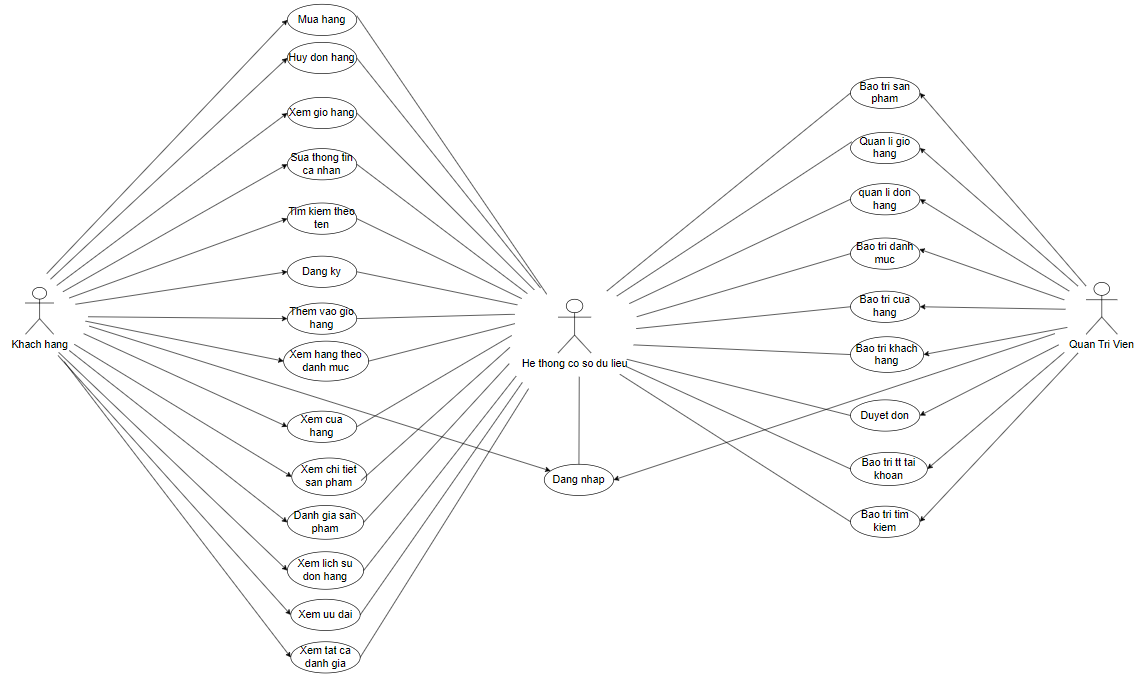 Mua hang
Huy don hang
Xem gio hang
Sua thong tin
ca nhan
Tim kiem theo
ten
Dang ky
Them vao gio
hang
Xem hang theo
danh muc
Xem cua
hang
Xem chi tiet
san pham
Danh gia san
pham
Xem lich su
don hang
Xem uu dai
Xem tat ca
danh gia
Khach hang
He thong co so du lieu
Dang nhap
Bao tri san
pham
Quan li gio
hang
quan li don
hang
Bao tri danh
muc
Bao tri cua
hang
Bao tri khach
hang
Duyet don
Bao tri tt tai
khoan
Bao tri tim
kiem
Quan Tri Vien